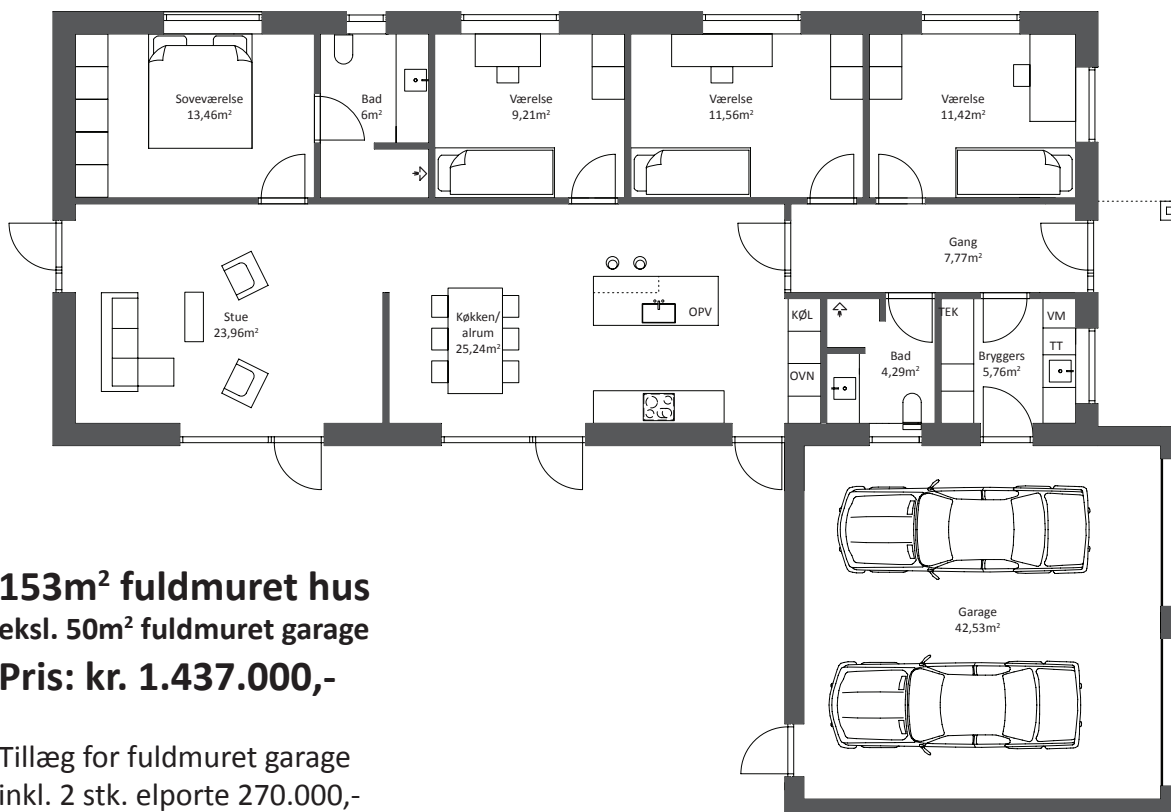 Soveværelse
13,46m²
Bad
6m²
Værelse
9,21m²
Værelse
11,56m²
Værelse
11,42m²
Gang
7,77m²
Stue
23,96m²
Køkken/
alrum
25,24m²
OPV
KØL
OVN
Bad
4,29m²
TEK
Bryggers
5,76m²
VM
TT
Garage
42,53m²
153m² fuldmuret hus
eksl. 50m² fuldmuret garage
Pris: kr. 1.437.000,-
Tillæg for fuldmuret garage
inkl. 2 stk. elporte 270.000,-